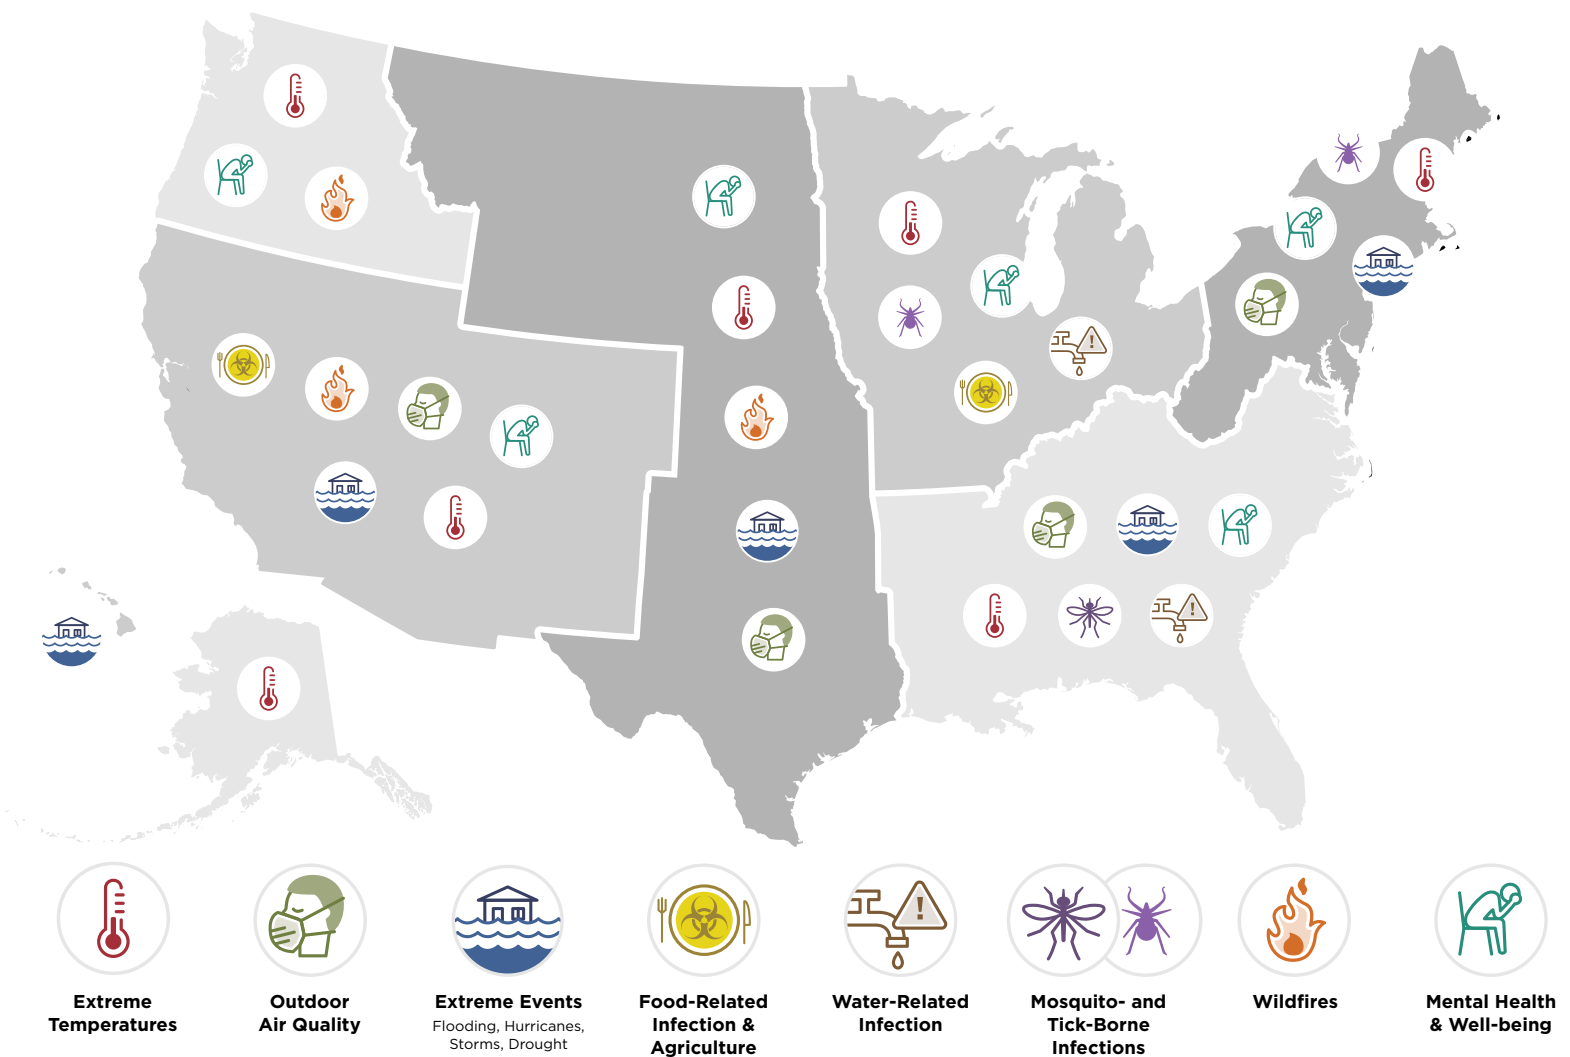 Extreme
Temperatures
Outdoor
Air Quality
Extreme Events
Flooding, Hurricanes,
Storms, Drought
Food-Related
Infection &
Agriculture
Water-Related
Infection
Mosquito- and
Tick-Borne
Infections
Wildfires
Mental Health
& Well-being